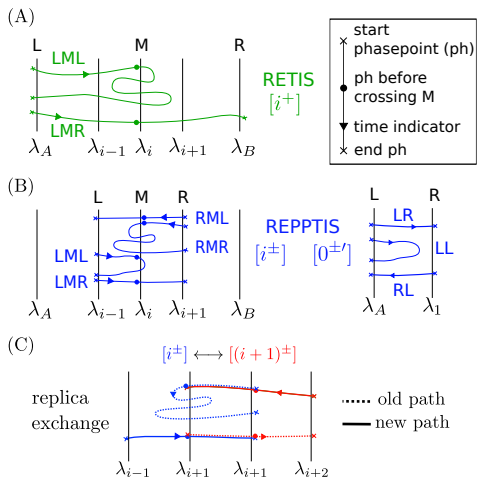 (A)
L M R
LML
LMR
RETIS
[i⁺]
λ_A λ_{i−1} λ_i λ_{i+1} λ_B
start
phasepoint (ph)
ph before
crossing M
time indicator
end ph
(B)
L M R
RML
RMR
LML
LMR
REPPTIS
[i^±] [0^{±′}]
λ_A λ_{i−1} λ_i λ_{i+1} λ_B
L R
LR
LL
RL
λ_A λ_1
(C)
[i^±] ⟷ [(i + 1)^±]
replica
exchange
old path
new path
λ_{i−1} λ_{i+1} λ_{i+1} λ_{i+2}